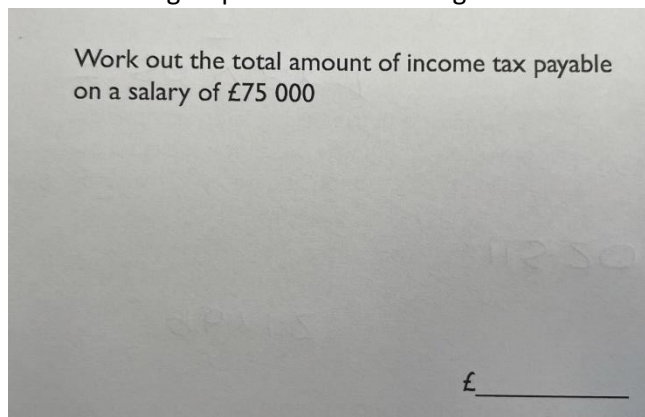 Work out the total amount of income tax payable
on a salary of £75 000
£